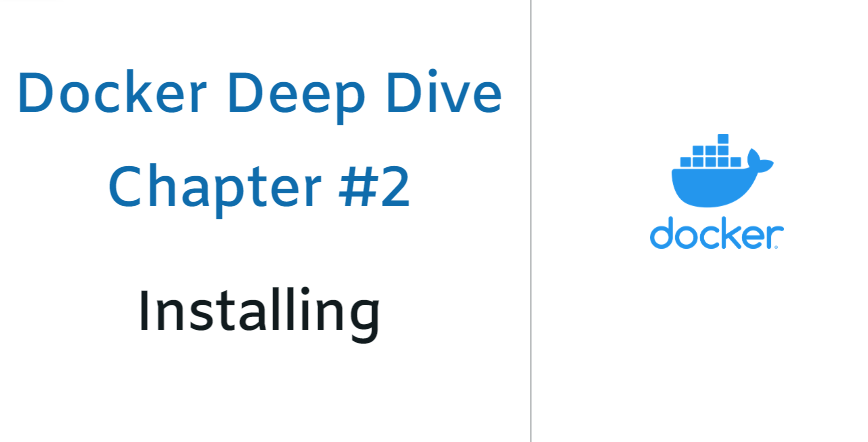 Docker Deep Dive
Chapter #2
Installing
docker